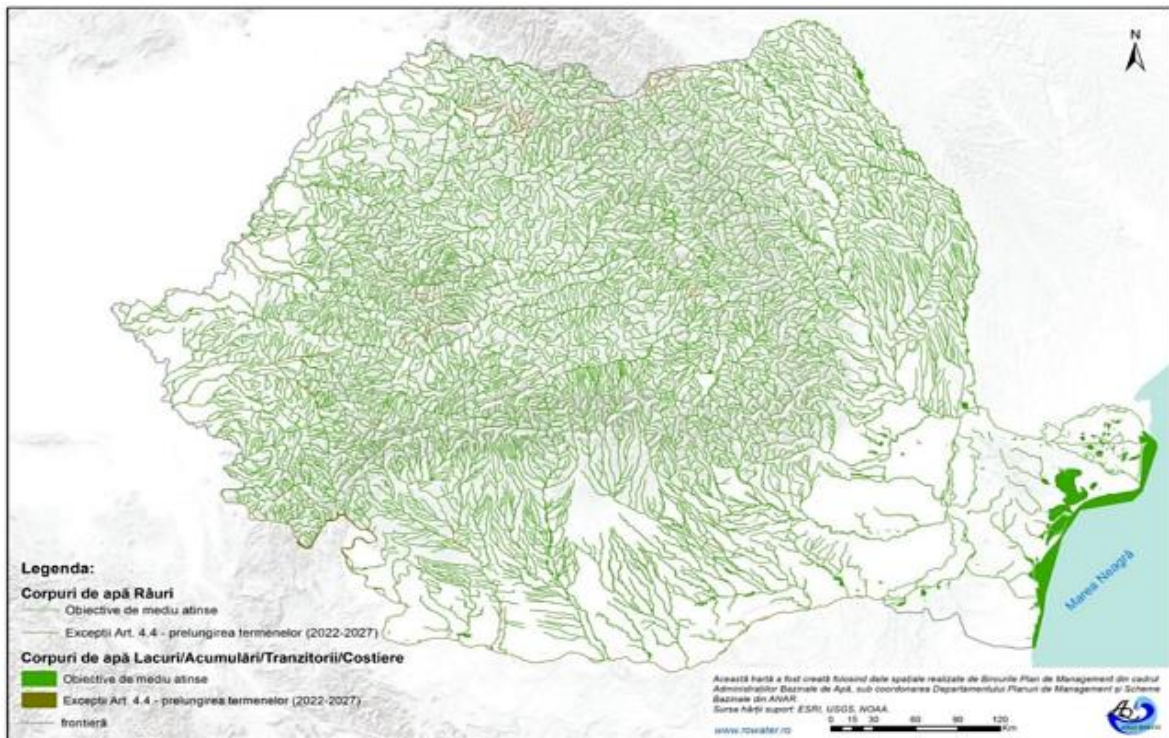 N
Marea Neagră
Legenda:
Corpuri de apă Râuri
Obiective de mediu atinse
Excepții Art. 4.4 - prelungirea termenelor (2022-2027)
Corpuri de apă Lacuri/Acumulări/Tranzitorii/Costiere
Obiective de mediu atinse
Excepții Art. 4.4 - prelungirea termenelor (2022-2027)
frontieră
Această hartă a fost creată folosind date spațiale realizate de Birourile Plan de Management din cadrul
Administrațiilor Bazinale de Apă, sub coordonarea Departamentului Planuri de Management și Scheme
Bazinale din ANAR.
Sursa hărții suport: ESRI, USGS, NOAA.
www.rowater.ro
0 15 30 60 90 120
Km